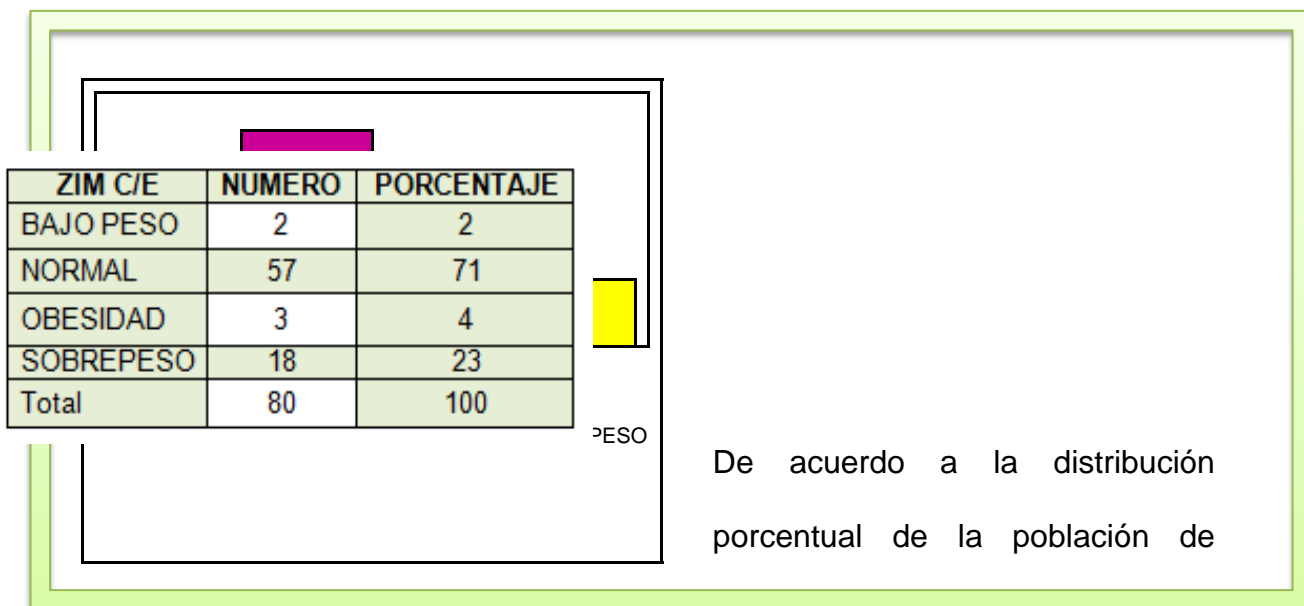 ZIM C/E NUMERO PORCENTAJE
BAJO PESO 2 2
NORMAL 57 71
OBESIDAD 3 4
SOBREPESO 18 23
Total 80 100
De acuerdo a la distribución
porcentual de la población de